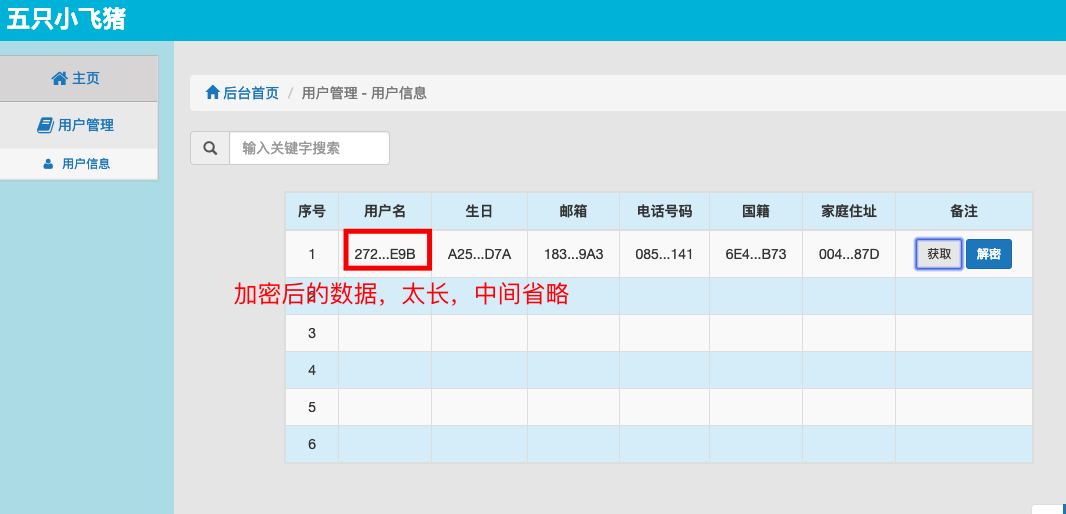 五只小飞猪
主页
用户管理
用户信息
后台首页 / 用户管理 - 用户信息
输入关键字搜索
序号 用户名 生日 邮箱 电话号码 国籍 家庭住址 备注
1 272...E9B A25...D7A 183...9A3 085...141 6E4...B73 004...87D 获取 解密
加密后的数据，太长，中间省略
3
4
5
6